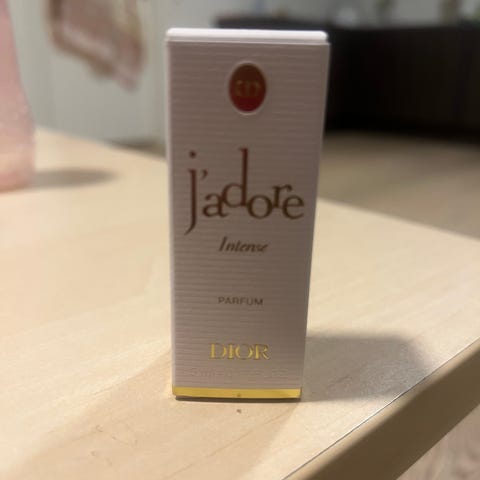 j'adore
Intense
PARFUM
DIOR